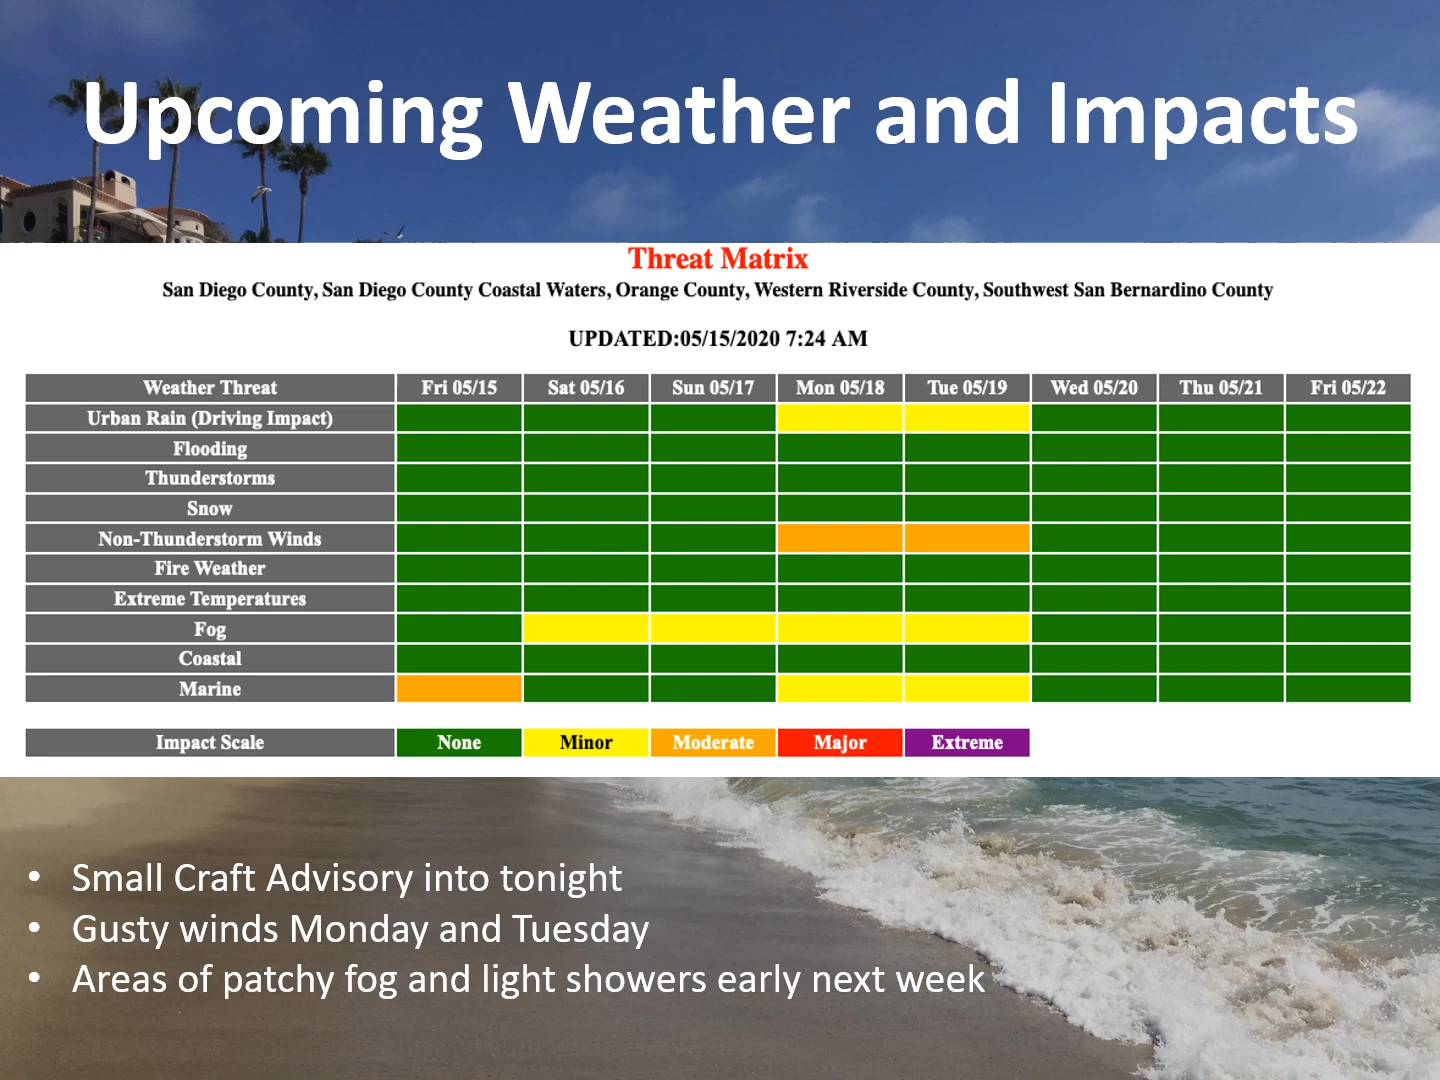 Upcoming Weather and Impacts
Threat Matrix
San Diego County, San Diego County Coastal Waters, Orange County, Western Riverside County, Southwest San Bernardino County
UPDATED:05/15/2020 7:24 AM
Weather Threat Fri 05/15 Sat 05/16 Sun 05/17 Mon 05/18 Tue 05/19 Wed 05/20 Thu 05/21 Fri 05/22
Urban Rain (Driving Impact)
Flooding
Thunderstorms
Snow
Non-Thunderstorm Winds
Fire Weather
Extreme Temperatures
Fog
Coastal
Marine
Impact Scale None Minor Moderate Major Extreme
• Small Craft Advisory into tonight
• Gusty winds Monday and Tuesday
• Areas of patchy fog and light showers early next week